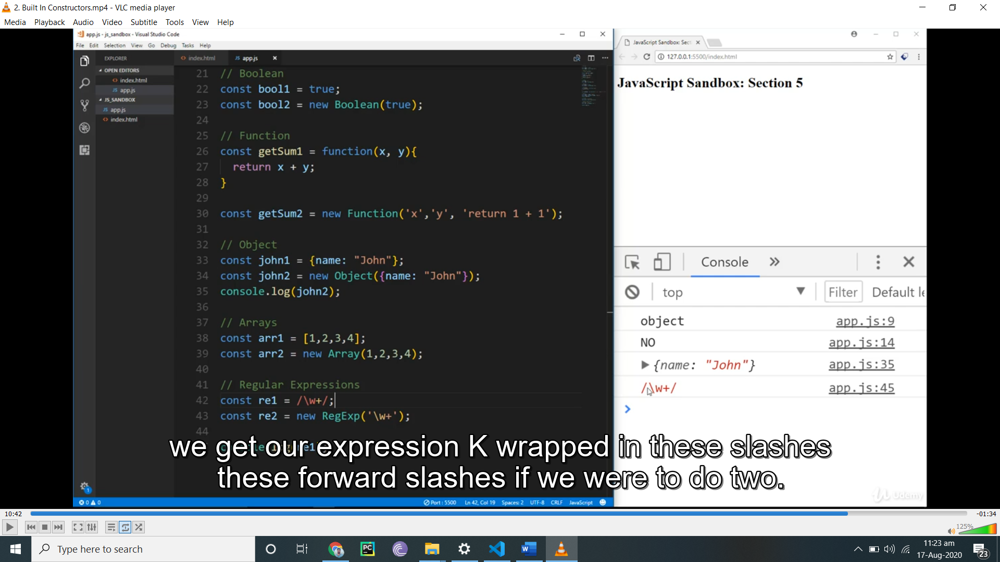 2. Built In Constructors.mp4 - VLC media player
Media Playback Audio Video Subtitle Tools View Help
app.js - js_sandbox - Visual Studio Code
File Edit Selection View Go Debug Tasks Help
EXPLORER
OPEN EDITORS
index.html
JS app.js
JS_SANDBOX
JS app.js
index.html
index.html JS app.js
21 // Boolean
22 const bool1 = true;
23 const bool2 = new Boolean(true);
24
25 // Function
26 const getSum1 = function(x, y){
27 return x + y;
28 }
29
30 const getSum2 = new Function('x','y', 'return 1 + 1');
31
32 // Object
33 const john1 = {name: "John"};
34 const john2 = new Object({name: "John"});
35 console.log(john2);
36
37 // Arrays
38 const arr1 = [1,2,3,4];
39 const arr2 = new Array(1,2,3,4);
40
41 // Regular Expressions
42 const re1 = /\w+/;
43 const re2 = new RegExp('\w+');
44
1
0 0 Port : 5500 Ln 42, Col 19 Spaces: 2 UTF-8 CRLF JavaScript
JavaScript Sandbox: Sect
127.0.0.1:5500/index.html
JavaScript Sandbox: Section 5
Console »
top Filter Default le
object app.js:9
NO app.js:14
{name: "John"} app.js:35
/\w+/ app.js:45
we get our expression K wrapped in these slashes
these forward slashes if we were to do two.
Udemy
10:42 -01:34
125%
Type here to search
PC
W
11:23 am
17-Aug-2020
23